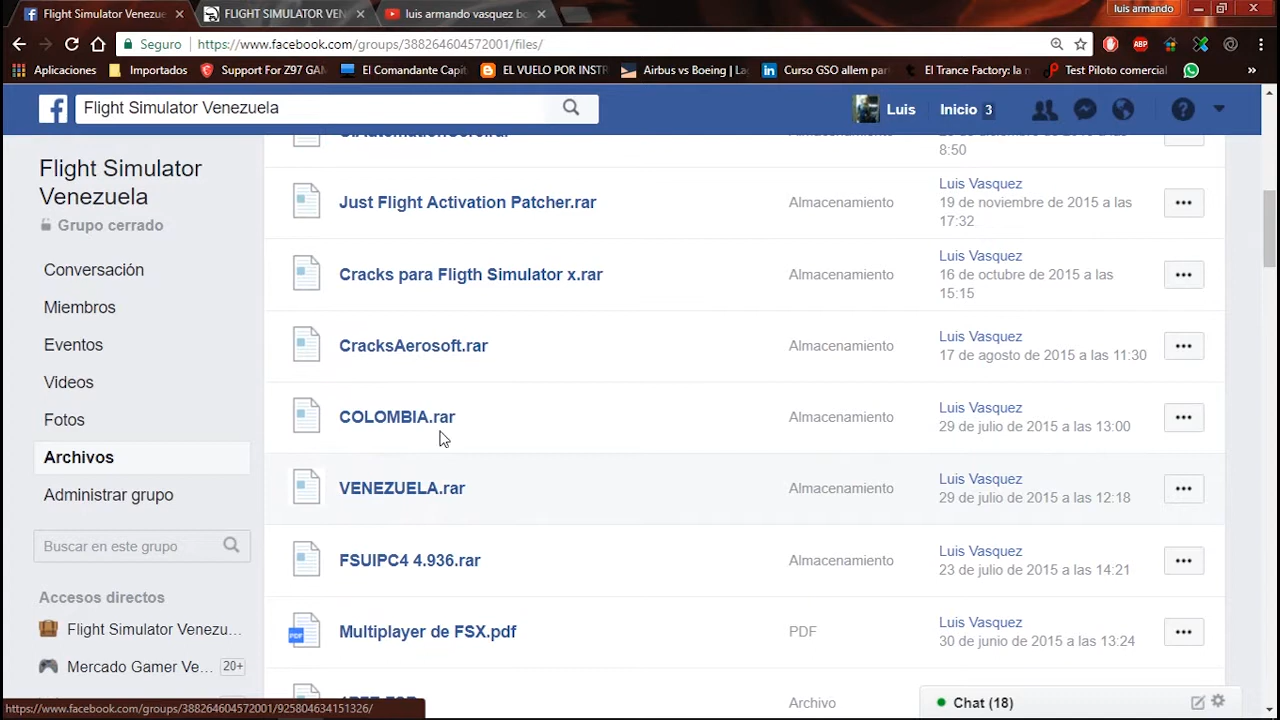 Flight Simulator Venezue
FLIGHT SIMULATOR VEN
luis armando vasquez bo
luis armando
Seguro
https://www.facebook.com/groups/388264604572001/files/
Aplicaciones
Importados
Support For Z97 GAM
El Comandante Capit
EL VUELO POR INSTR
Airbus vs Boeing | La
Curso GSO allem par
El Trance Factory: la m
Test Piloto comercial
»
Flight Simulator Venezuela
Luis
Inicio 3
Flight Simulator
Venezuela
Grupo cerrado
Conversación
Miembros
Eventos
Videos
Fotos
Archivos
Administrar grupo
Buscar en este grupo
Accesos directos
Flight Simulator Venezu...
Mercado Gamer Ve... 20+
8:50
Just Flight Activation Patcher.rar
Almacenamiento
Luis Vasquez
19 de noviembre de 2015 a las
17:32
Cracks para Fligth Simulator x.rar
Almacenamiento
Luis Vasquez
16 de octubre de 2015 a las
15:15
CracksAerosoft.rar
Almacenamiento
Luis Vasquez
17 de agosto de 2015 a las 11:30
COLOMBIA.rar
Almacenamiento
Luis Vasquez
29 de julio de 2015 a las 13:00
VENEZUELA.rar
Almacenamiento
Luis Vasquez
29 de julio de 2015 a las 12:18
FSUIPC4 4.936.rar
Almacenamiento
Luis Vasquez
23 de julio de 2015 a las 14:21
Multiplayer de FSX.pdf
PDF
PDF
Luis Vasquez
30 de junio de 2015 a las 13:24
Archivo
Chat (18)
https://www.facebook.com/groups/388264604572001/925804634151326/